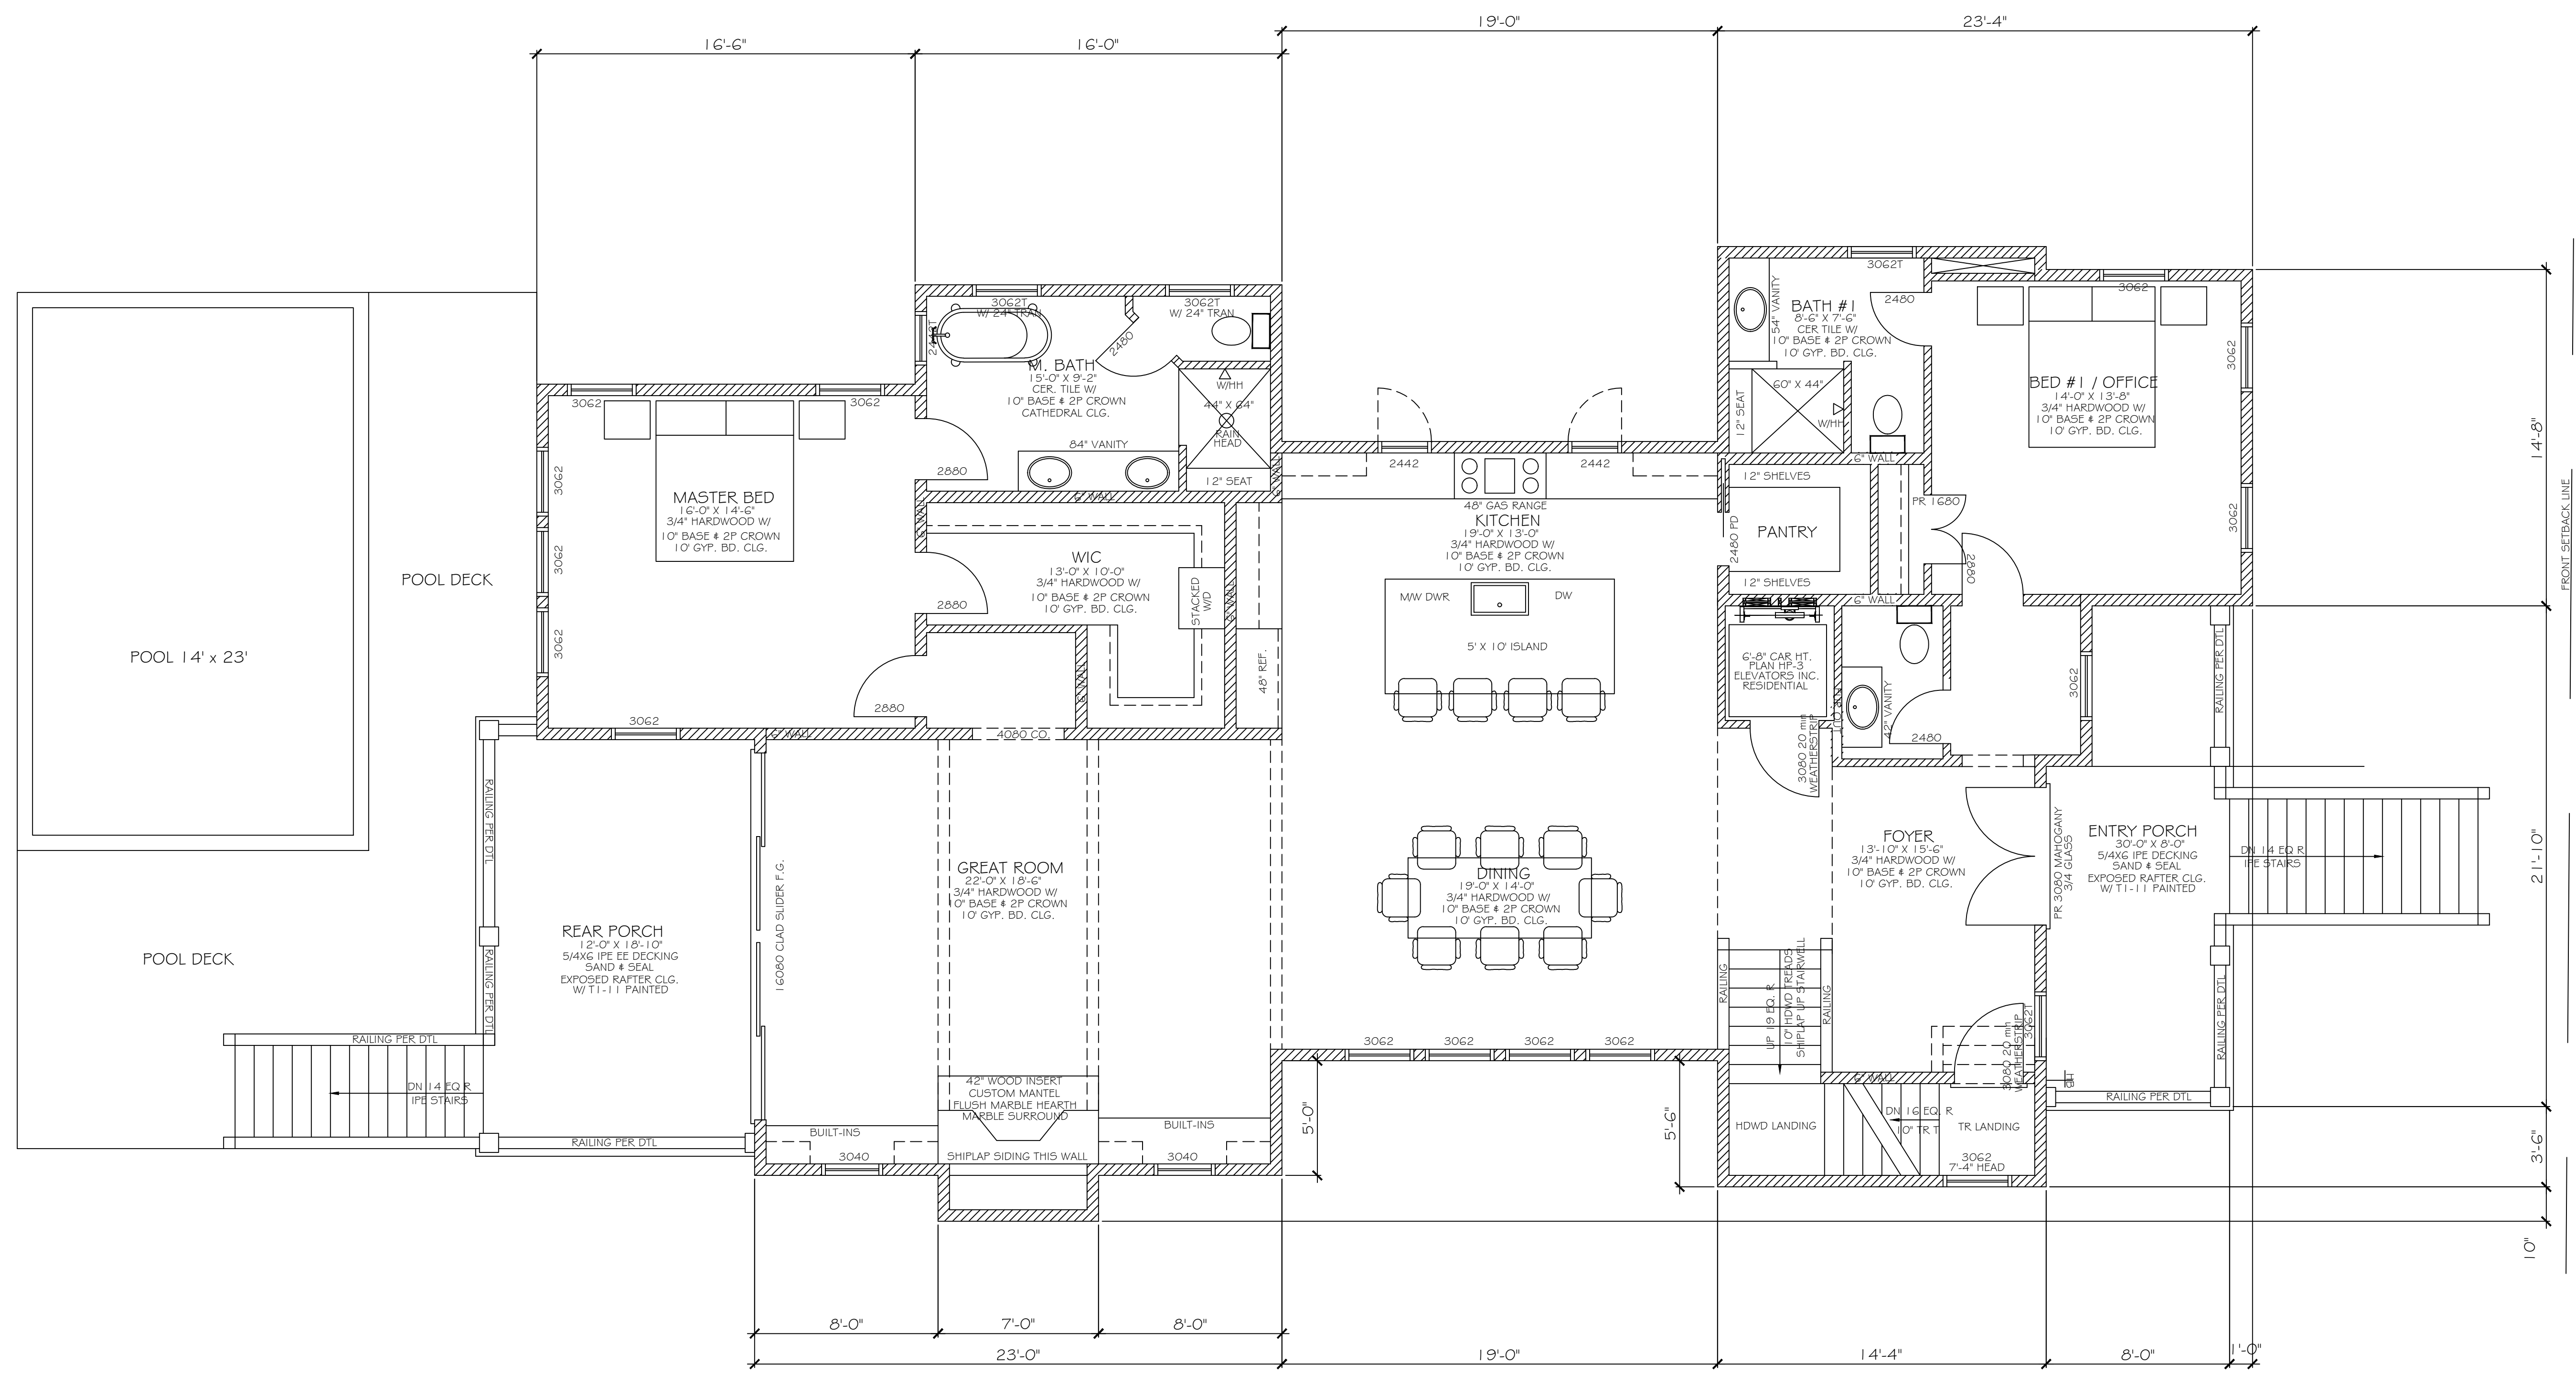 19'-0"
23'-4"
16'-6"
16'-0"
3062T
W/ 24" TRAN
3062T
W/ 24" TRAN
2480
M. BATH
15'-0" X 9'-2"
CER. TILE W/
10" BASE & 2P CROWN
CATHEDRAL CLG.
W/HH
44" X 64"
RAIN
HEAD
12" SEAT
84" VANITY
6" WALL
6" WALL
3062
3062
3062
3062
3062
3062
MASTER BED
16'-0" X 14'-6"
3/4" HARDWOOD W/
10" BASE & 2P CROWN
10' GYP. BD. CLG.
2880
2880
2880
6" WALL
WIC
13'-0" X 10'-0"
3/4" HARDWOOD W/
10" BASE & 2P CROWN
10' GYP. BD. CLG.
STACKED
W/D
6" WALL
6" WALL
48" REF.
6" WALL
4080 CO.
2442
2442
48" GAS RANGE
KITCHEN
19'-0" X 13'-0"
3/4" HARDWOOD W/
10" BASE & 2P CROWN
10' GYP. BD. CLG.
M/W DWR
DW
5' X 10' ISLAND
3062T
54" VANITY
BATH #1
8'-6" X 7'-6"
CER TILE W/
10" BASE & 2P CROWN
10' GYP. BD. CLG.
2480
60" X 44"
12" SEAT
W/HH
6" WALL
12" SHELVES
PANTRY
2480 PD
12" SHELVES
PR 1680
2880
6" WALL
3062
3062
3062
BED #1 / OFFICE
14'-0" X 13'-8"
3/4" HARDWOOD W/
10" BASE & 2P CROWN
10' GYP. BD. CLG.
14'-8"
FRONT SETBACK LINE
6'-8" CAR HT.
PLAN HP-3
ELEVATORS INC.
RESIDENTIAL
3080 20 min
WEATHERSTRIP
42" VANITY
2480
3062
RAILING PER DTL
POOL DECK
POOL 14' x 23'
POOL DECK
RAILING PER DTL
RAILING PER DTL
REAR PORCH
12'-0" X 18'-10"
5/4X6 IPE EE DECKING
SAND & SEAL
EXPOSED RAFTER CLG.
W/ T1-11 PAINTED
RAILING PER DTL
DN 14 EQ R
IPE STAIRS
RAILING PER DTL
16080 CLAD SLIDER F.G.
GREAT ROOM
22'-0" X 18'-6"
3/4" HARDWOOD W/
10" BASE & 2P CROWN
10' GYP. BD. CLG.
42" WOOD INSERT
CUSTOM MANTEL
FLUSH MARBLE HEARTH
MARBLE SURROUND
BUILT-INS
BUILT-INS
3040
SHIPLAP SIDING THIS WALL
3040
DINING
19'-0" X 14'-0"
3/4" HARDWOOD W/
10" BASE & 2P CROWN
10' GYP. BD. CLG.
3062
3062
3062
3062
5'-0"
5'-6"
FOYER
13'-10" X 15'-6"
3/4" HARDWOOD W/
10" BASE & 2P CROWN
10' GYP. BD. CLG.
PR 3080 MAHOGANY
3/4 GLASS
ENTRY PORCH
30'-0" X 8'-0"
5/4X6 IPE DECKING
SAND & SEAL
EXPOSED RAFTER CLG.
W/ T1-11 PAINTED
DN 14 EQ R
IPE STAIRS
21'-10"
RAILING
UP 19 EQ. R
10" HDWD TREADS
SHIPLAP UP STAIRWELL
RAILING
3062T
3080 20 min
WEATHERSTRIP
RAILING PER DTL
6" WALL
HB
RAILING PER DTL
HDWD LANDING
DN 16 EQ. R
10" TR T
TR LANDING
3062
7'-4" HEAD
3'-6"
10"
8'-0"
7'-0"
8'-0"
23'-0"
19'-0"
14'-4"
8'-0"
1'-0"